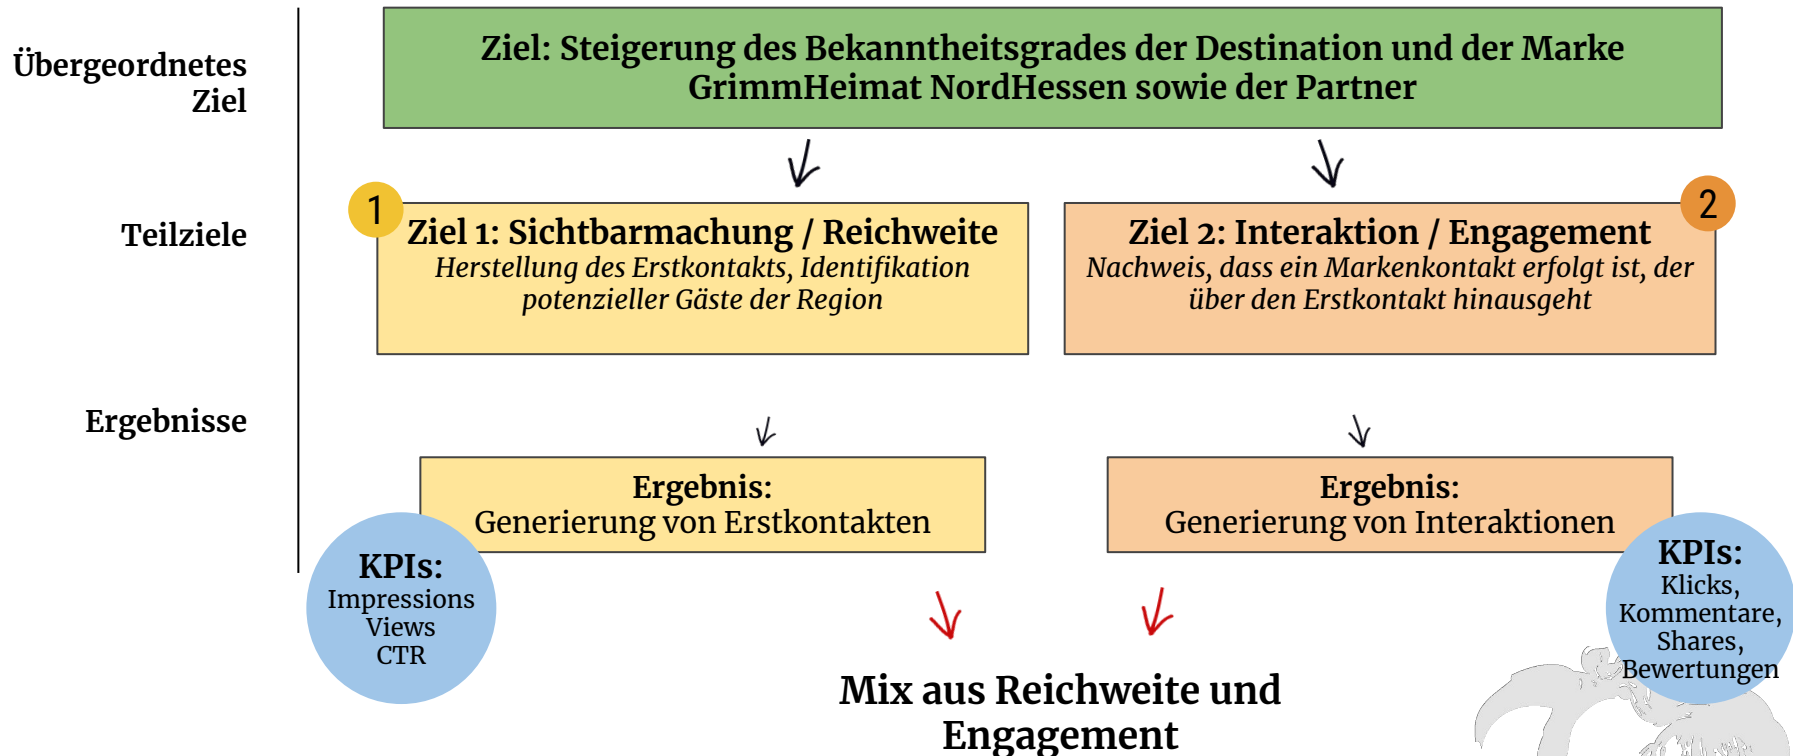 Übergeordnetes
Ziel
Ziel: Steigerung des Bekanntheitsgrades der Destination und der Marke
GrimmHeimat NordHessen sowie der Partner
Teilziele
1
Ziel 1: Sichtbarmachung / Reichweite
Herstellung des Erstkontakts, Identifikation
potenzieller Gäste der Region
2
Ziel 2: Interaktion / Engagement
Nachweis, dass ein Markenkontakt erfolgt ist, der
über den Erstkontakt hinausgeht
Ergebnisse
Ergebnis:
Generierung von Erstkontakten
Ergebnis:
Generierung von Interaktionen
KPIs:
Impressions
Views
CTR
KPIs:
Klicks,
Kommentare,
Shares,
Bewertungen
Mix aus Reichweite und
Engagement